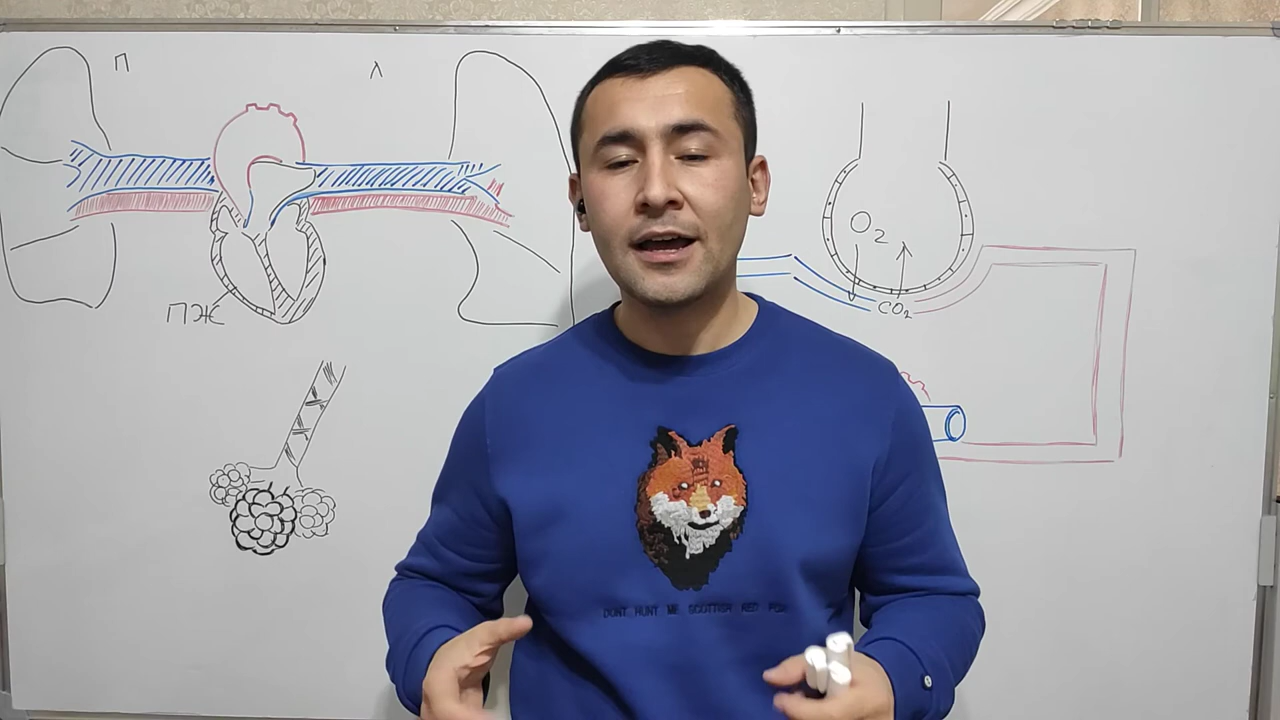 П
Л
O₂
CO₂
ПЖ
DONT HUNT ME SCOTTISH RED FOX